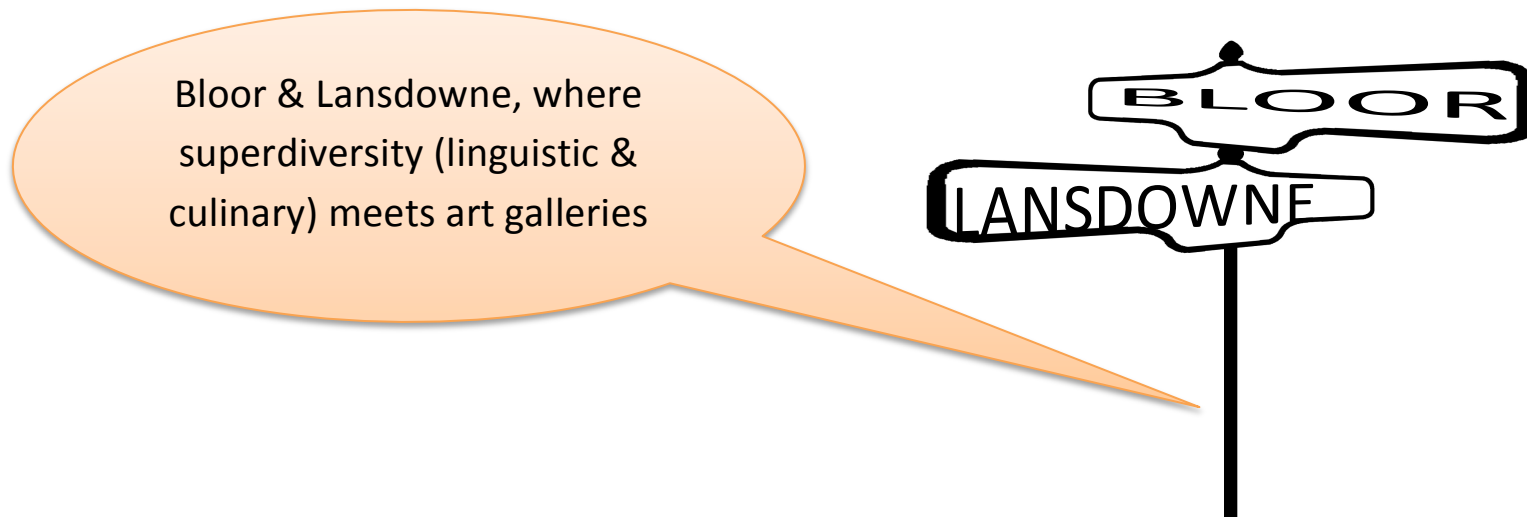 Bloor & Lansdowne, where
superdiversity (linguistic &
culinary) meets art galleries
BLOOR
LANSDOWNE